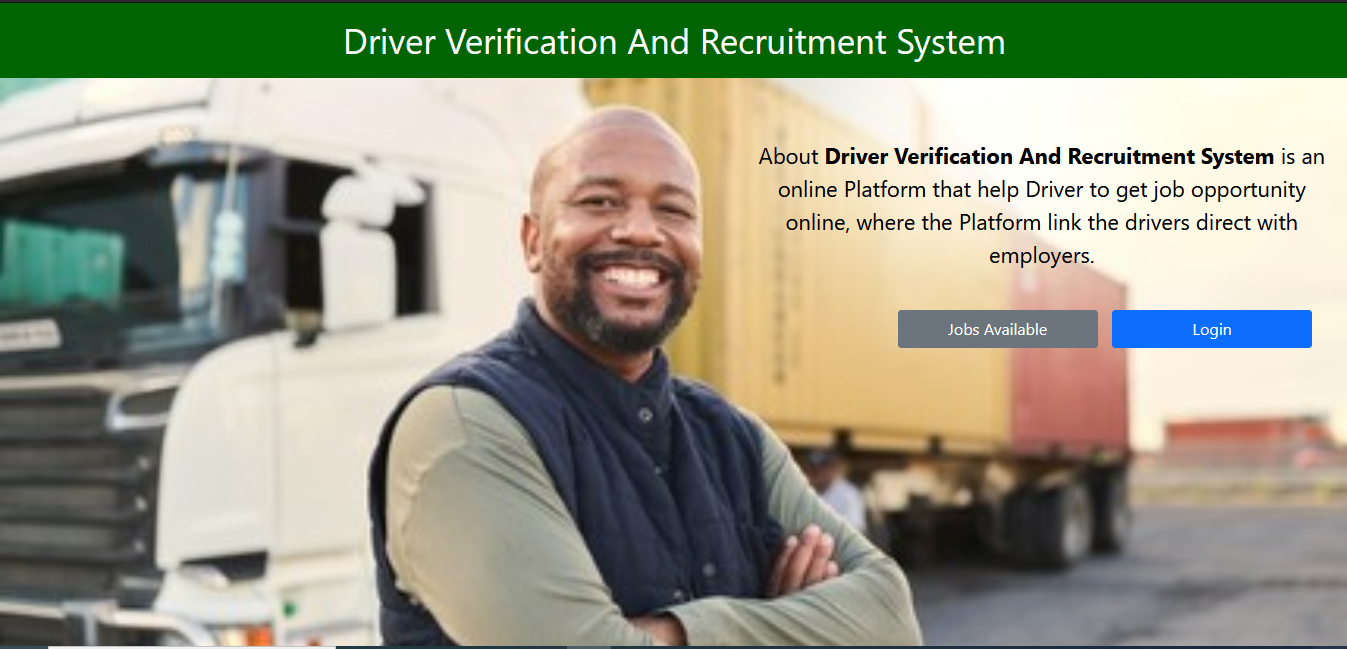 Driver Verification And Recruitment System
About Driver Verification And Recruitment System is an
online Platform that help Driver to get job opportunity
online, where the Platform link the drivers direct with
employers.
Jobs Available
Login